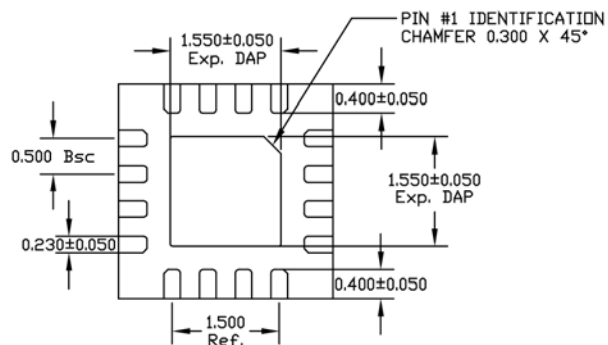 PIN #1 IDENTIFICATION
CHAMFER 0.300 X 45°
1.550±0.050
Exp. DAP
0.400±0.050
0.500 Bsc
1.550±0.050
Exp. DAP
0.230±0.050
0.400±0.050
1.500
Ref.